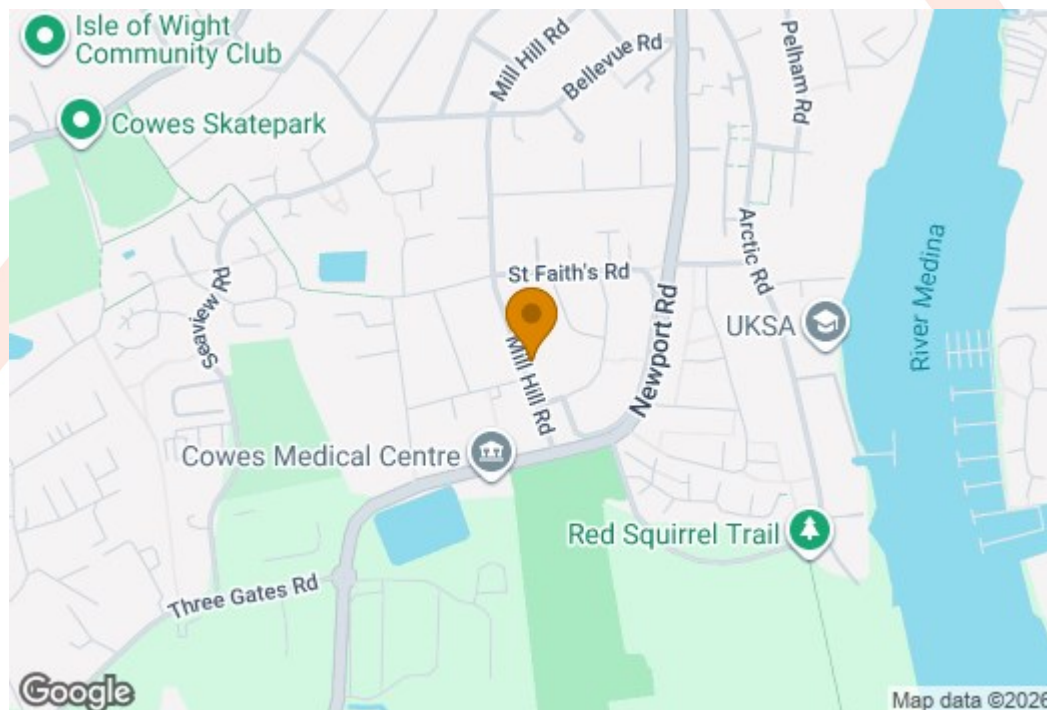 Isle of Wight
Community Club
Cowes Skatepark
Mill Hill Rd
Bellevue Rd
Pelham Rd
Arctic Rd
St Faith's Rd
Seaview Rd
Mill Hill Rd
Newport Rd
UKSA
River Medina
Cowes Medical Centre
Red Squirrel Trail
Three Gates Rd
Google
Map data ©2026